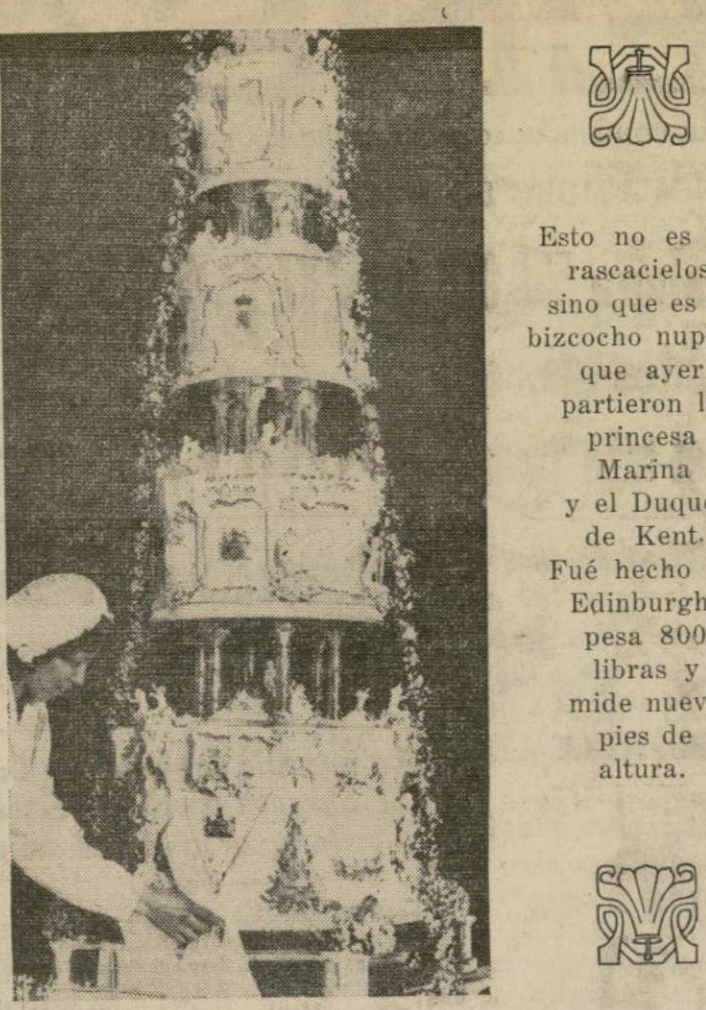 Esto no es
rascacielos
sino que es
bizcocho nup
que ayer
partieron l
princesa
Marina
y el Duque
de Kent.
Fué hecho
Edinburgh
pesa 800
libras y
mide nuev
pies de
altura.